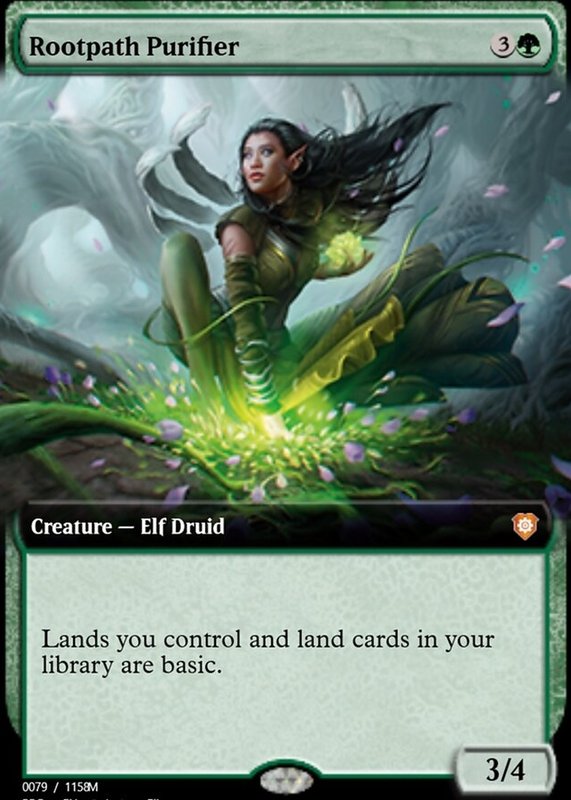 Rootpath Purifier
3
Creature — Elf Druid
Lands you control and land cards in your
library are basic.
3/4
0079 / 1158M